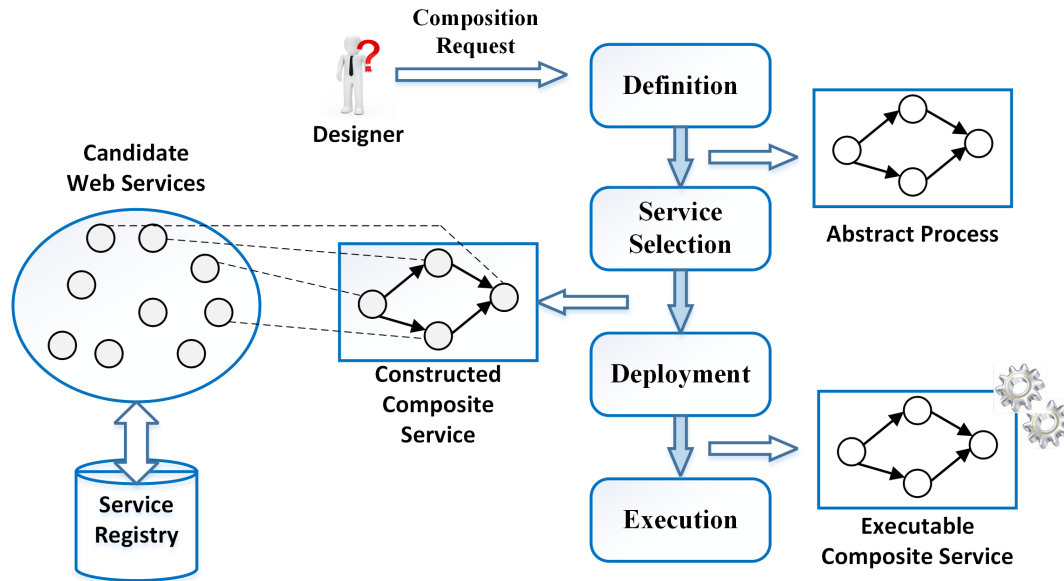 Composition
Request
?
Designer
Definition
Candidate
Web Services
Service
Selection
Abstract Process
Constructed
Composite
Service
Deployment
Service
Registry
Execution
Executable
Composite Service